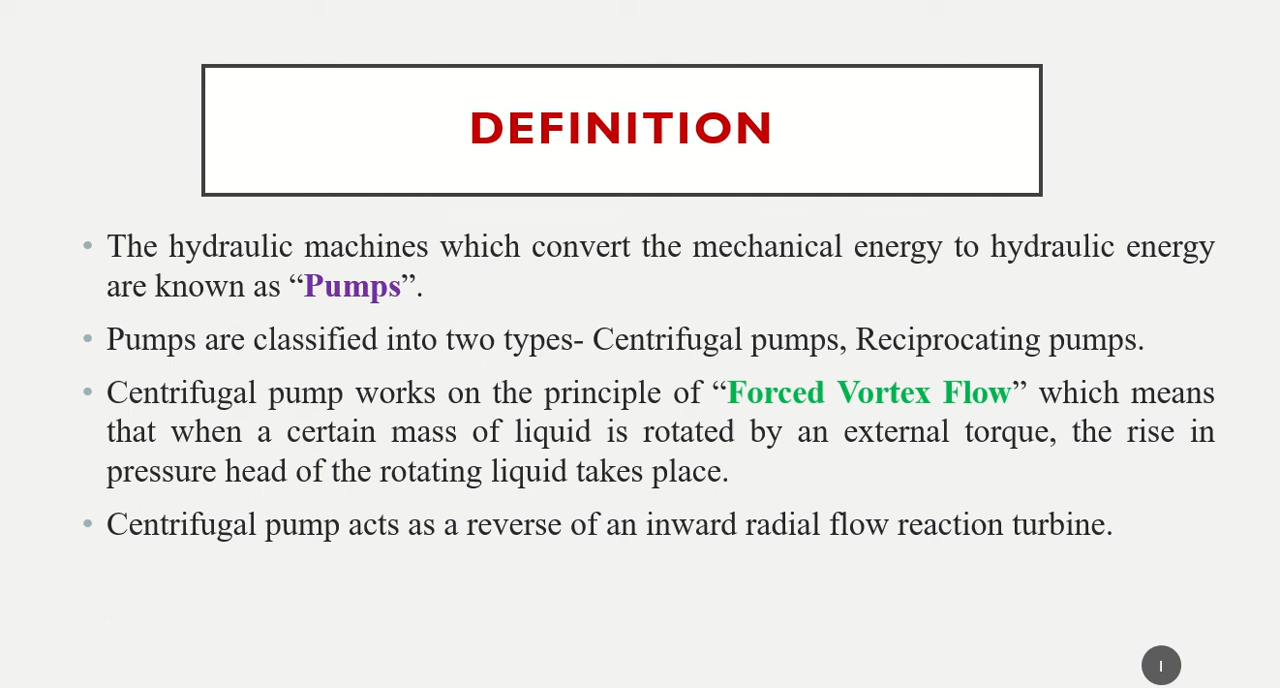 DEFINITION
• The hydraulic machines which convert the mechanical energy to hydraulic energy
are known as “Pumps”.
• Pumps are classified into two types- Centrifugal pumps, Reciprocating pumps.
• Centrifugal pump works on the principle of “Forced Vortex Flow” which means
that when a certain mass of liquid is rotated by an external torque, the rise in
pressure head of the rotating liquid takes place.
• Centrifugal pump acts as a reverse of an inward radial flow reaction turbine.
1